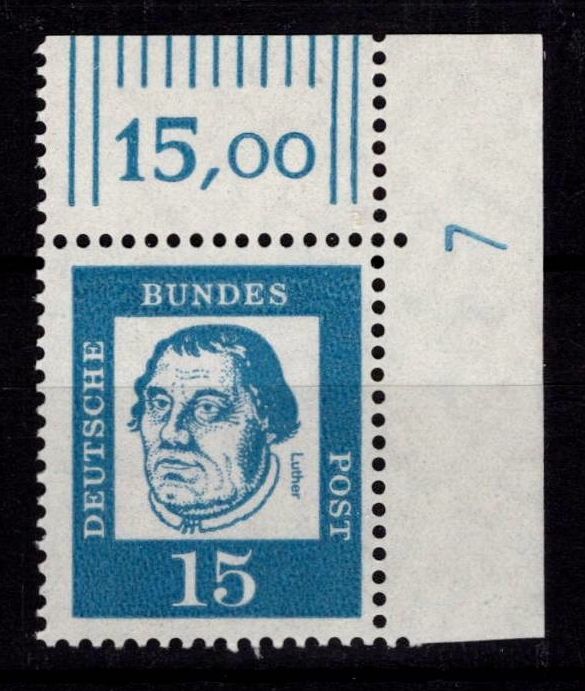 15,00
7
BUNDES
DEUTSCHE
POST
Luther
15